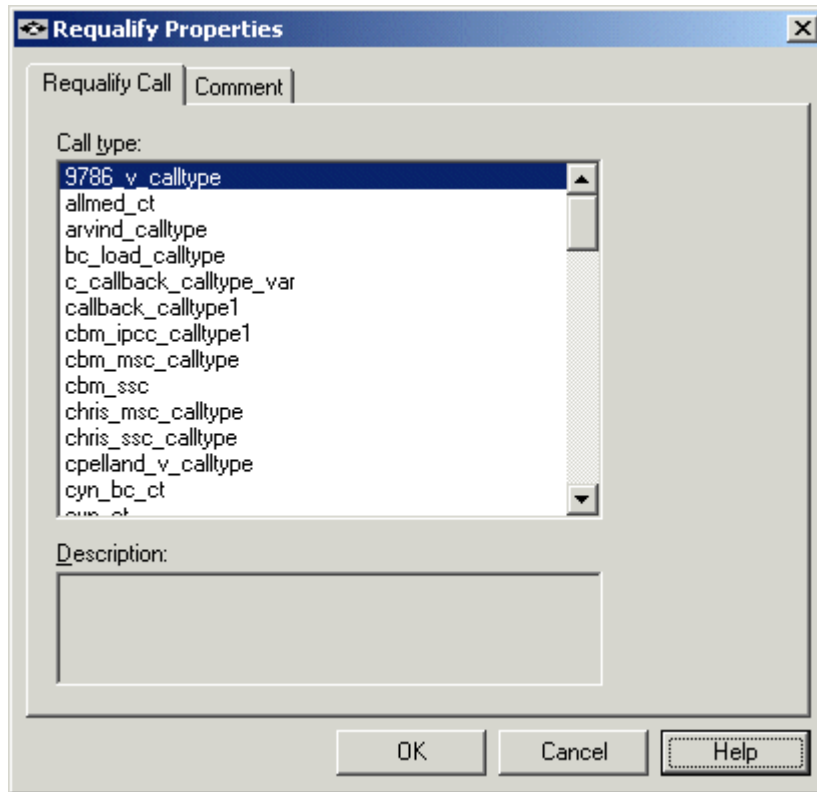 Requalify Properties
Requalify Call
Comment
Call type:
9786_v_calltype
allmed_ct
arvind_calltype
bc_load_calltype
c_callback_calltype_var
callback_calltype1
cbm_ipcc_calltype1
cbm_msc_calltype
cbm_ssc
chris_msc_calltype
chris_ssc_calltype
cpelland_v_calltype
cyn_bc_ct
Description:
OK
Cancel
Help